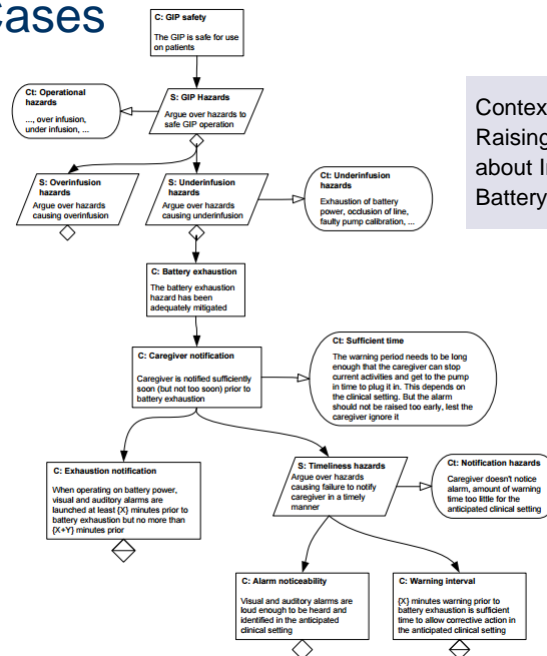 Cases
C: GIP safety
The GIP is safe for use
on patients
Ct: Operational
hazards
..., over infusion,
under infusion, ...
S: GIP Hazards
Argue over hazards to
safe GIP operation
Raising
S: Overinfusion
hazards
Argue over hazards
causing overinfusion
S: Underinfusion
hazards
Argue over hazards
causing underinfusion
Ct: Underinfusion
hazards
Exhaustion of battery
power, occlusion of line,
faulty pump calibration, ...
about
Battery
C: Battery exhaustion
The battery exhaustion
hazard has been
adequately mitigated
C: Caregiver notification
Caregiver is notified sufficiently
soon (but not too soon) prior to
battery exhaustion
Ct: Sufficient time
The warning period needs to be long
enough that the caregiver can stop
current activities and get to the pump
in time to plug it in. This depends on
the clinical setting. But the alarm
should not be raised too early, lest the
caregiver ignore it
C: Exhaustion notification
When operating on battery power,
visual and auditory alarms are
launched at least {X} minutes prior to
battery exhaustion but no more than
{X+Y} minutes prior
S: Timeliness hazards
Argue over hazards
causing failure to notify
caregiver in a timely
manner
Ct: Notification hazards
Caregiver doesn't notice
alarm, amount of warning
time too little for the
anticipated clinical setting
C: Alarm noticeability
Visual and auditory alarms are
loud enough to be heard and
identified in the anticipated
clinical setting
C: Warning interval
{X} minutes warning prior to
battery exhaustion is sufficient
time to allow corrective action in
the anticipated clinical setting